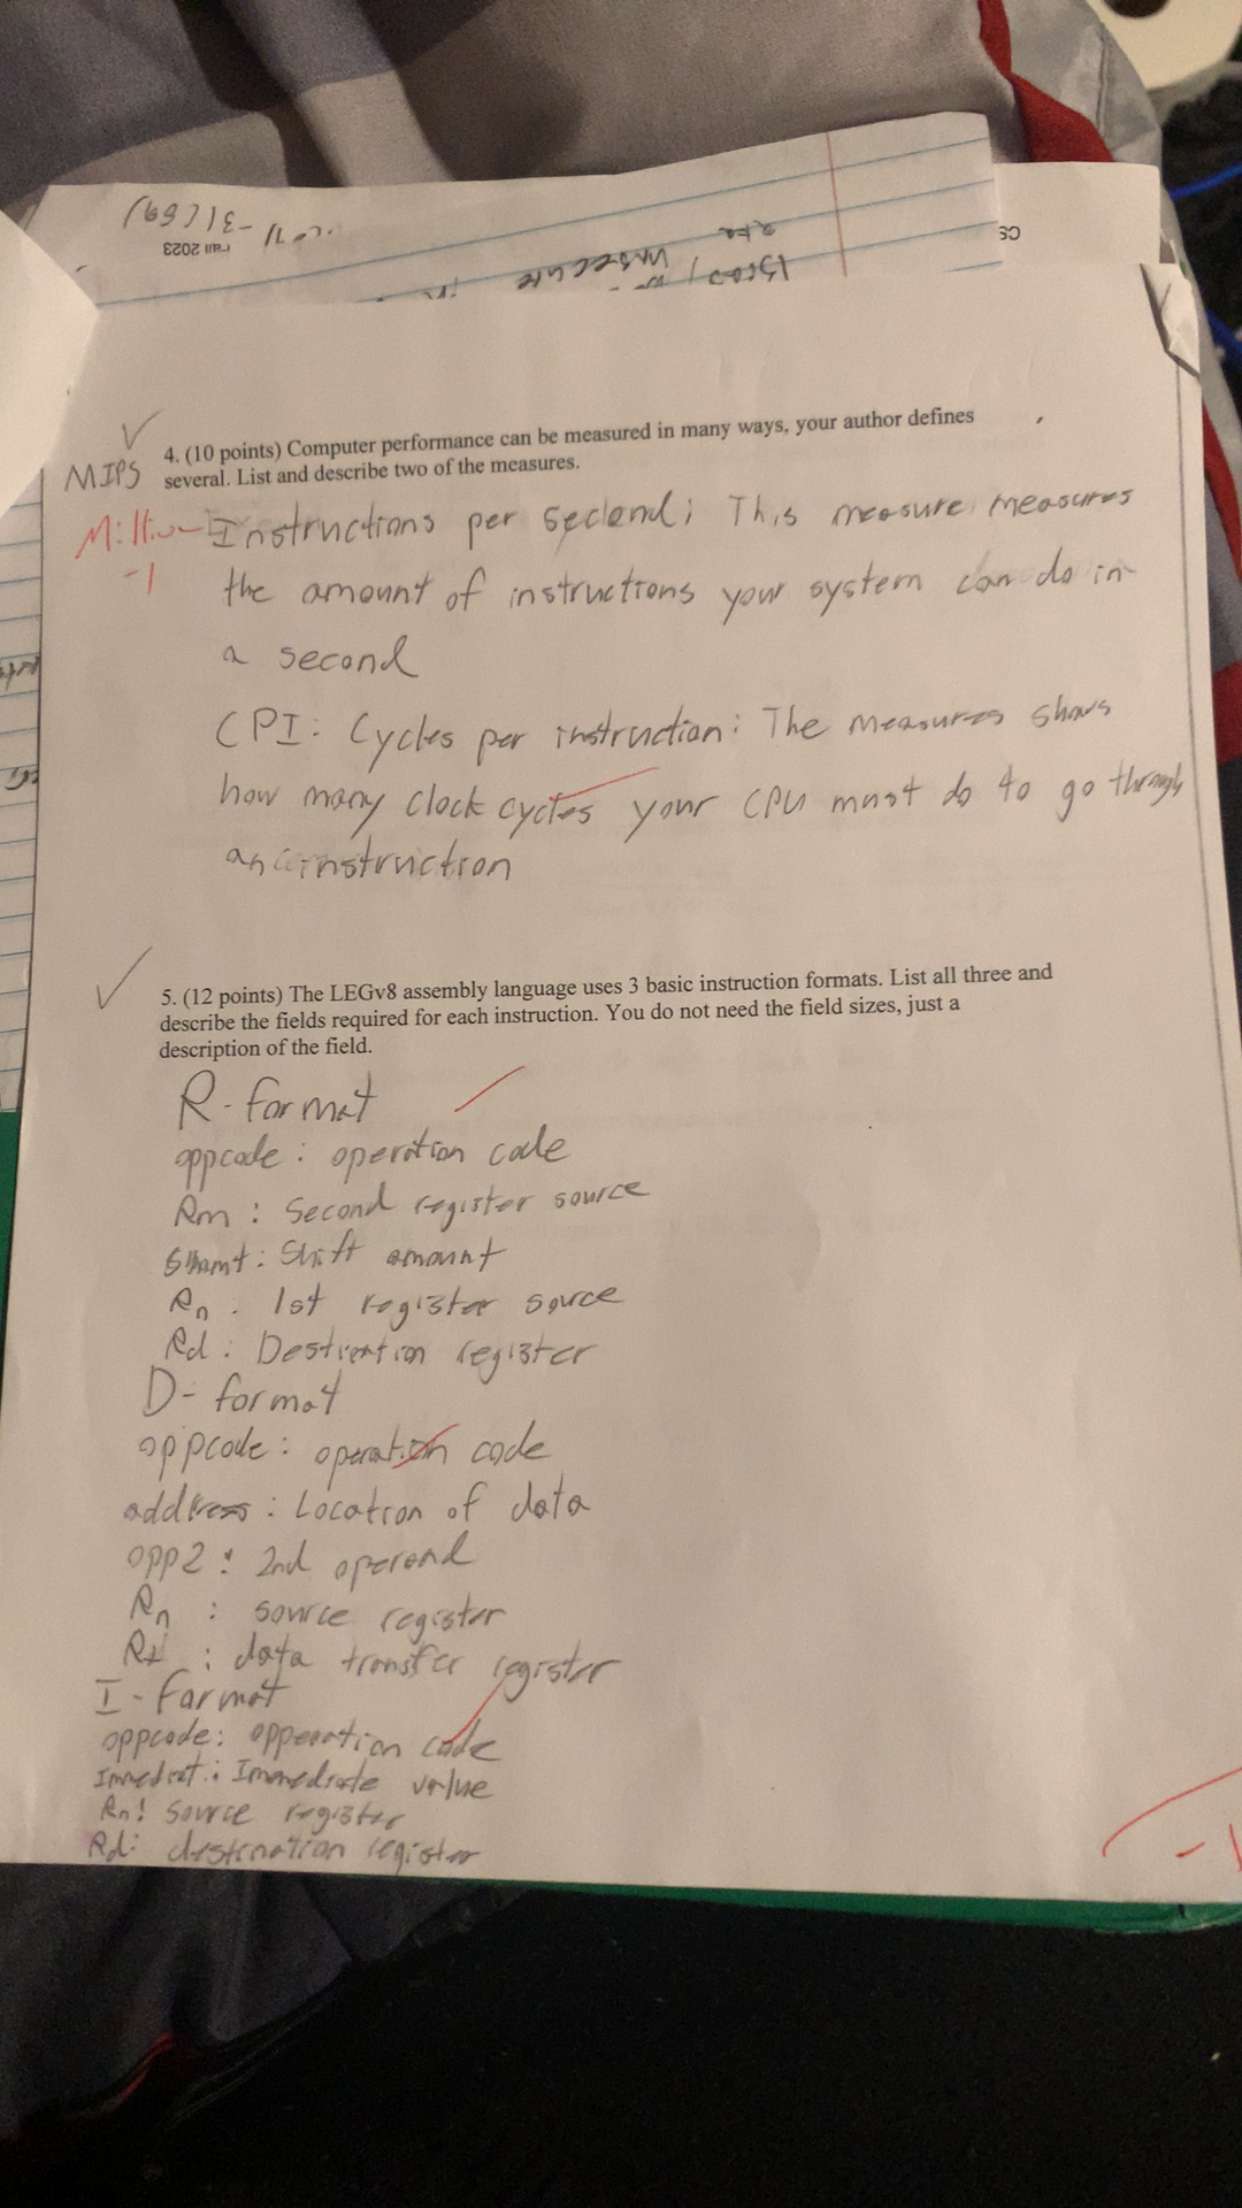 -31(69)
Fall 2023
CS
insecure
4. (10 points) Computer performance can be measured in many ways, your author defines
several. List and describe two of the measures.
MIPS
Million
-1
Instructions per seclond; This measure measures
the amount of instructions your system can do in
a second
CPI: Cycles per instruction: The measures shows
how many clock cycles your CPU must do to go through
an instruction
5. (12 points) The LEGv8 assembly language uses 3 basic instruction formats. List all three and
describe the fields required for each instruction. You do not need the field sizes, just a
description of the field.
R-format
oppcode: operation code
Rm: Second register source
Shamt: Shift amount
Rn: 1st register source
Rd: Destination register
D-format
oppcode: operation code
address: Location of data
opp2: 2nd operand
Rn: source register
Rt: data transfer register
I-format
oppcode: opperation code
Immediat: Immediate value
Rn: source register
Rd: destination register
-1